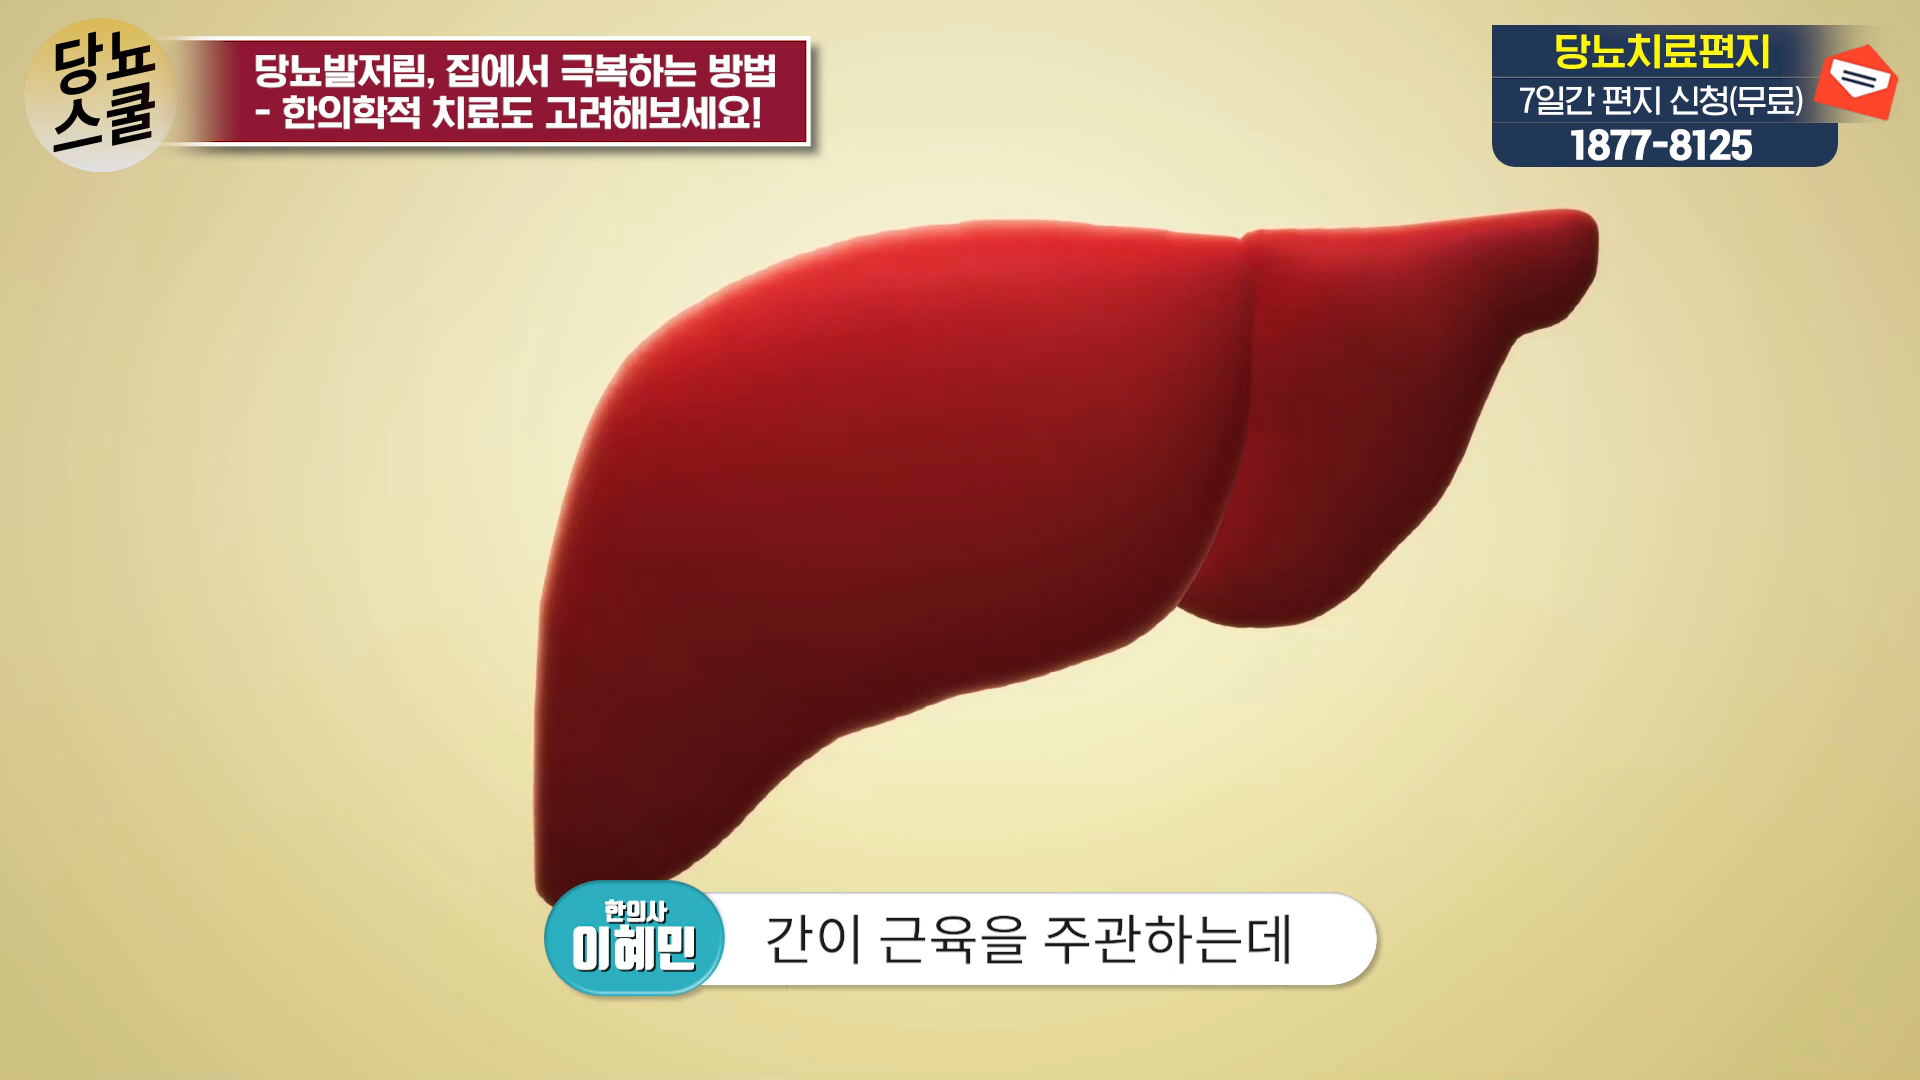 당뇨
스쿨
당뇨발저림, 집에서 극복하는 방법
- 한의학적 치료도 고려해보세요!
당뇨치료편지
7일간 편지 신청(무료)
1877-8125
한의사
이혜민
간이 근육을 주관하는데